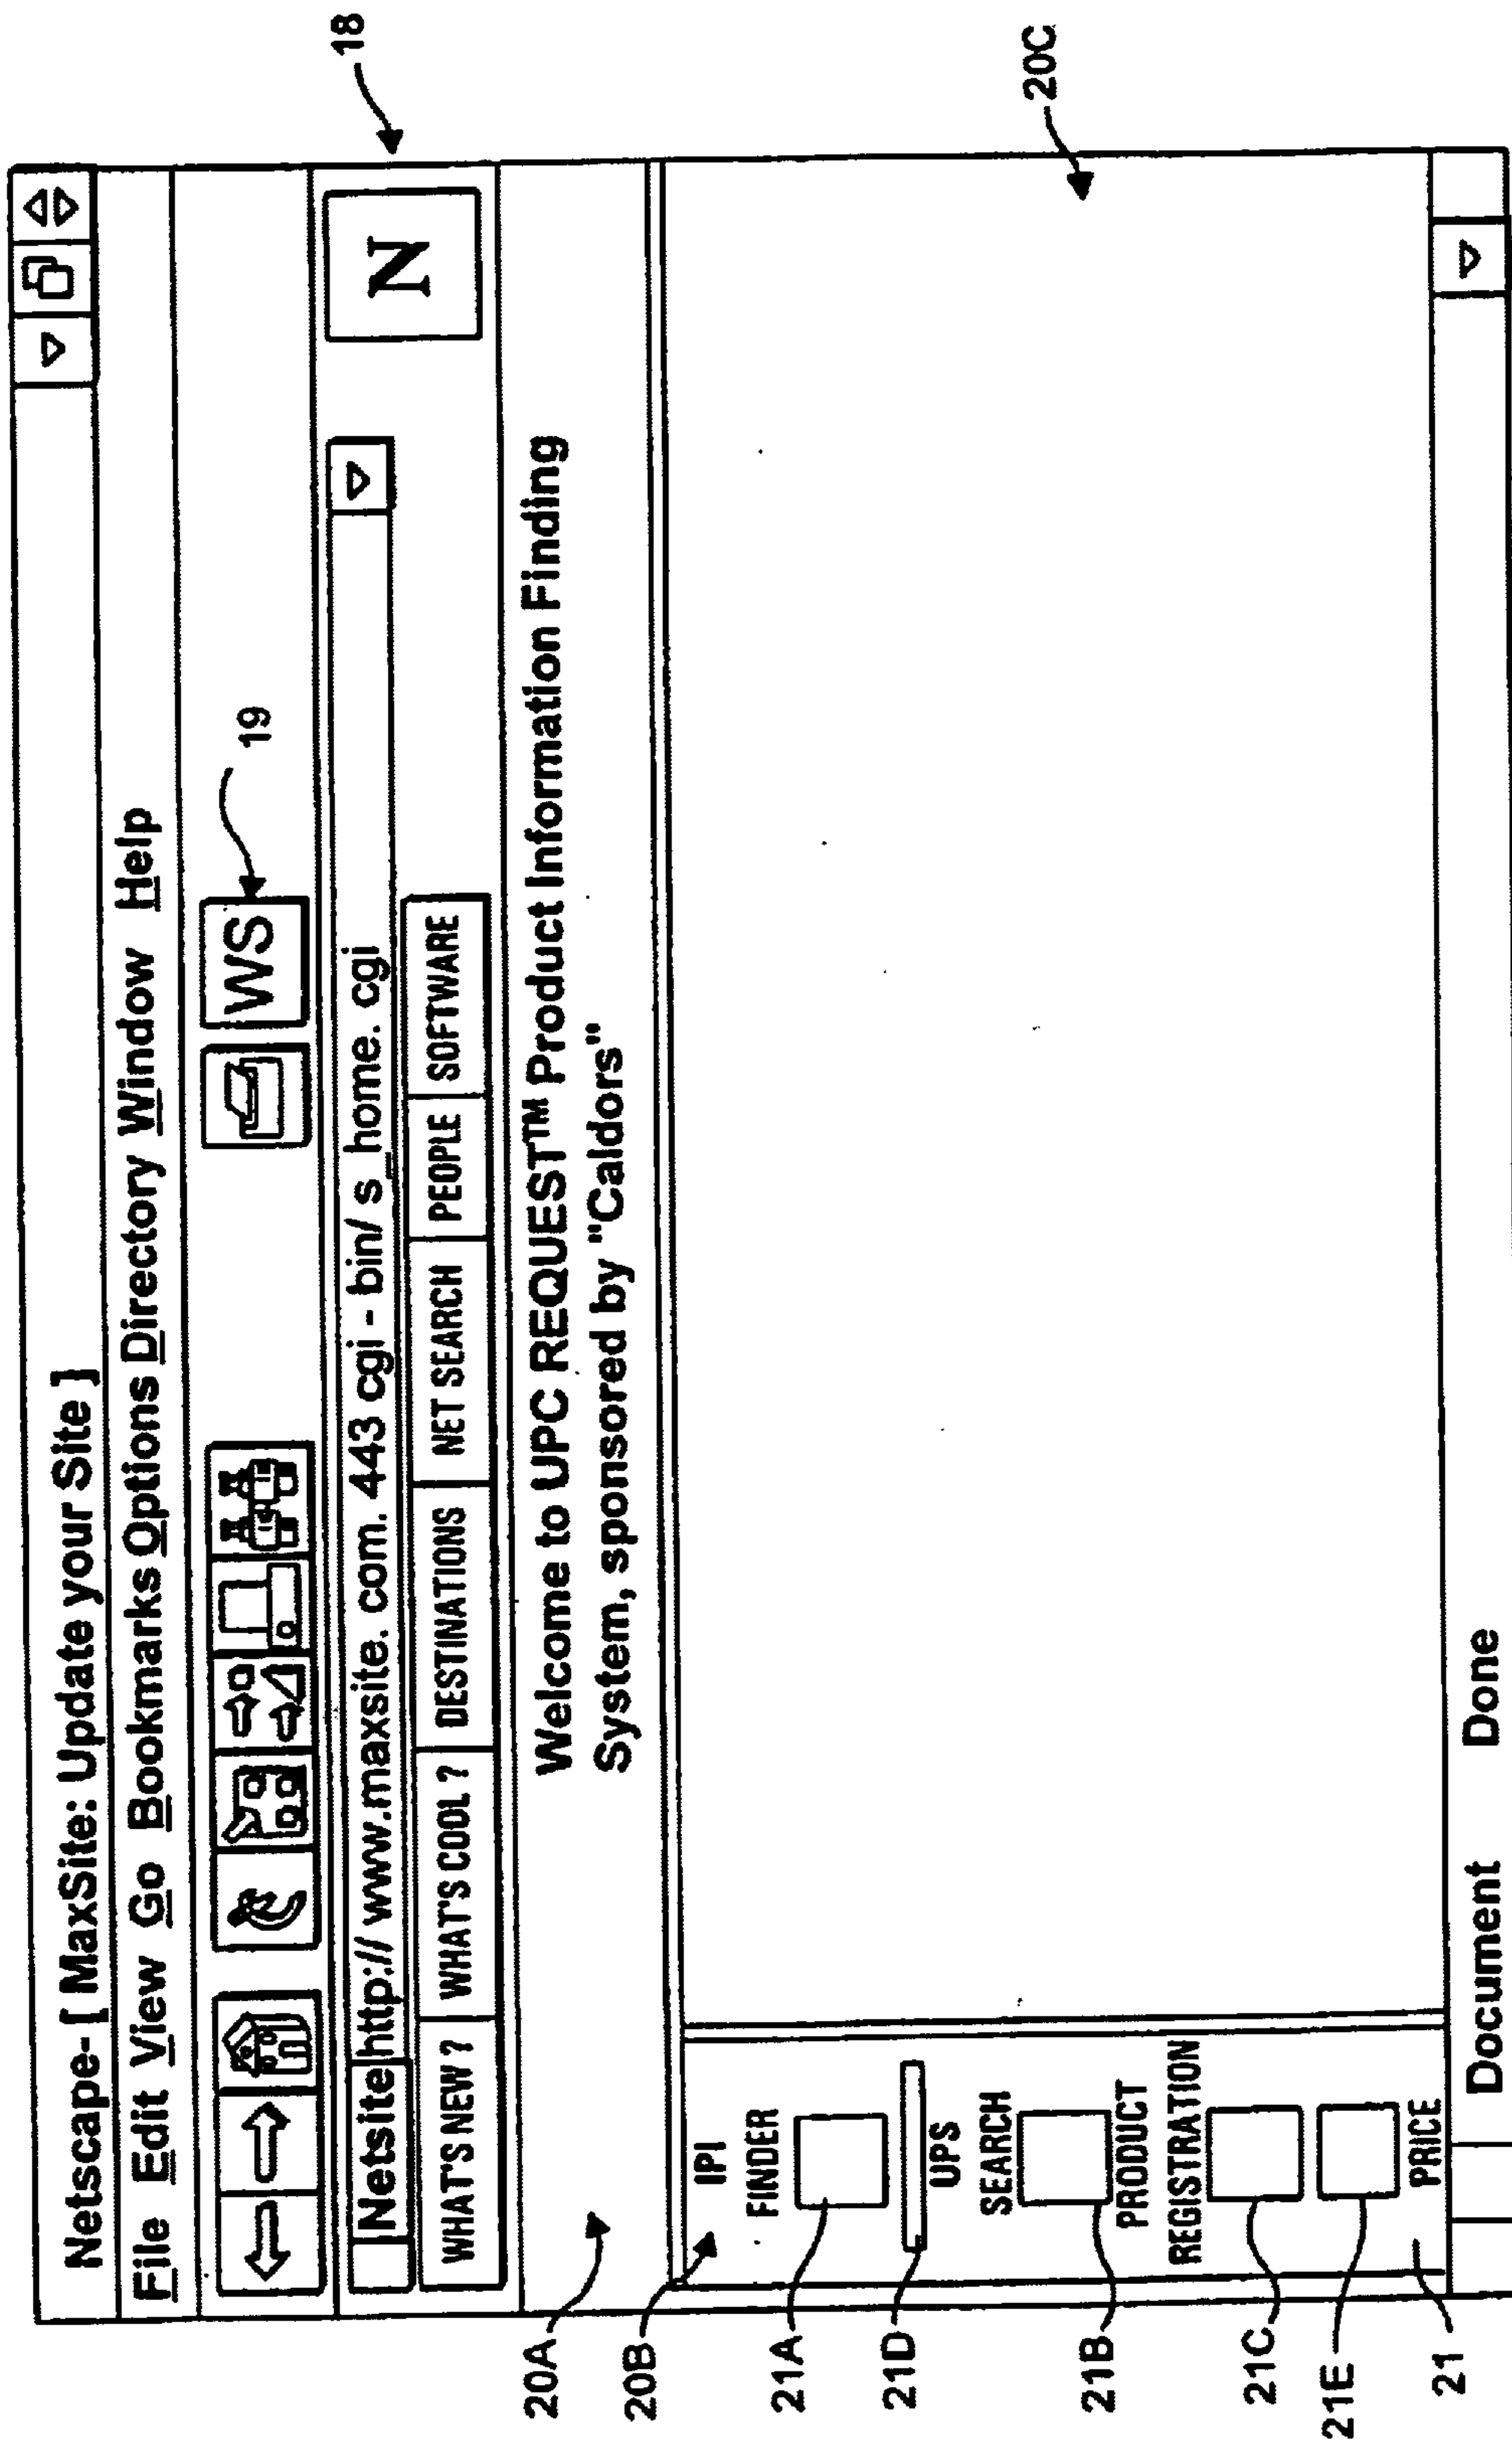 Netscape- [ MaxSite: Update your Site ]
File Edit View Go Bookmarks Options Directory Window Help
WS
19
Netsite http:// www.maxsite. com. 443 cgi - bin/ s_home. cgi
N
18
WHAT'S NEW ? WHAT'S COOL ? DESTINATIONS NET SEARCH PEOPLE SOFTWARE
Welcome to UPC REQUEST™ Product Information Finding
System, sponsored by "Caldors"
20A
20B
20C
IPI
FINDER
21A
21D
UPS
SEARCH
21B
PRODUCT
REGISTRATION
21C
21E
PRICE
21
Document Done